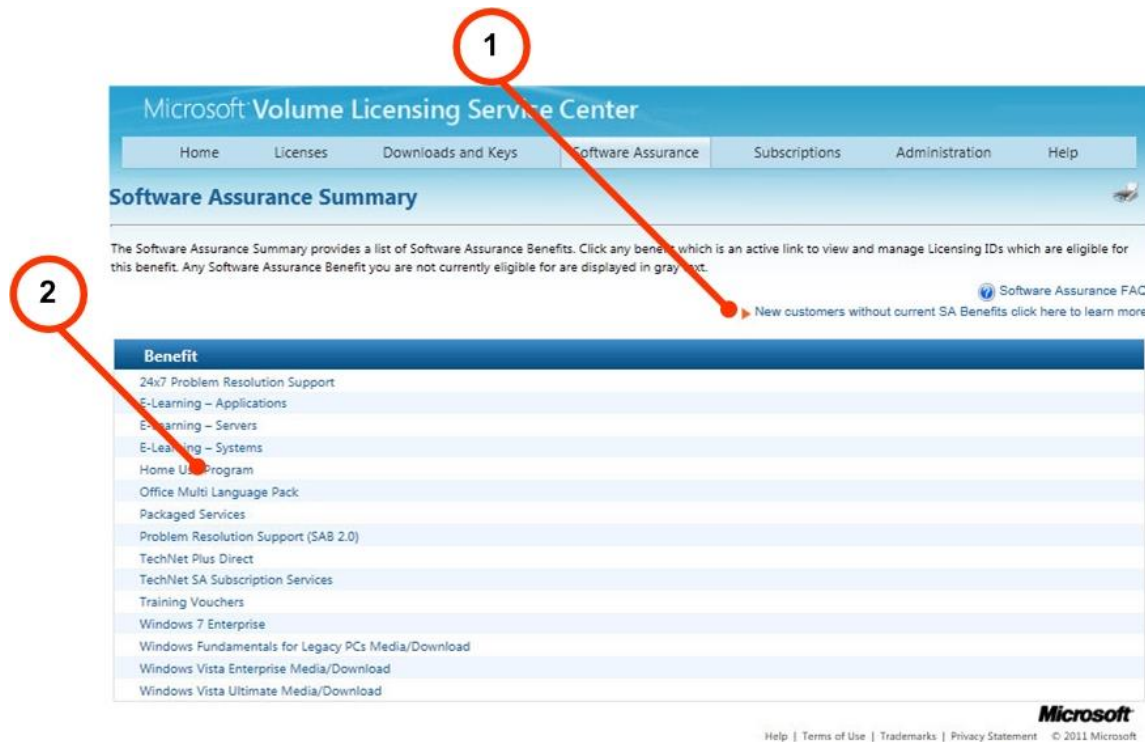 1
Microsoft Volume Licensing Service Center
Home Licenses Downloads and Keys Software Assurance Subscriptions Administration Help
Software Assurance Summary
The Software Assurance Summary provides a list of Software Assurance Benefits. Click any benefit which is an active link to view and manage Licensing IDs which are eligible for
this benefit. Any Software Assurance Benefit you are not currently eligible for are displayed in gray text.
2
Software Assurance FAQ
New customers without current SA Benefits click here to learn more
Benefit
24x7 Problem Resolution Support
E-Learning – Applications
E-Learning – Servers
E-Learning – Systems
Home Use Program
Office Multi Language Pack
Packaged Services
Problem Resolution Support (SAB 2.0)
TechNet Plus Direct
TechNet SA Subscription Services
Training Vouchers
Windows 7 Enterprise
Windows Fundamentals for Legacy PCs Media/Download
Windows Vista Enterprise Media/Download
Windows Vista Ultimate Media/Download
Microsoft
Help | Terms of Use | Trademarks | Privacy Statement © 2011 Microsoft